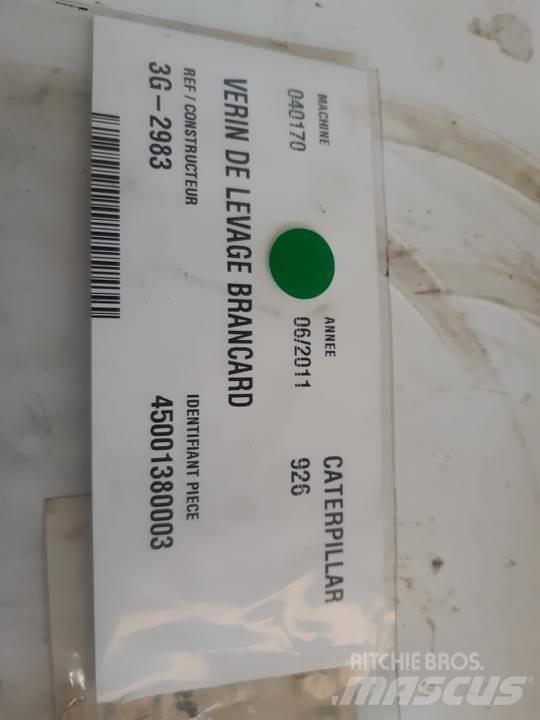 MACHINE ANNEE CATERPILLAR
040170 06/2011 926
VERIN DE LEVAGE BRANCARD
REF / CONSTRUCTEUR IDENTIFIANT PIECE
3G-2983 45001380003
RITCHIE BROS.
MASCUS